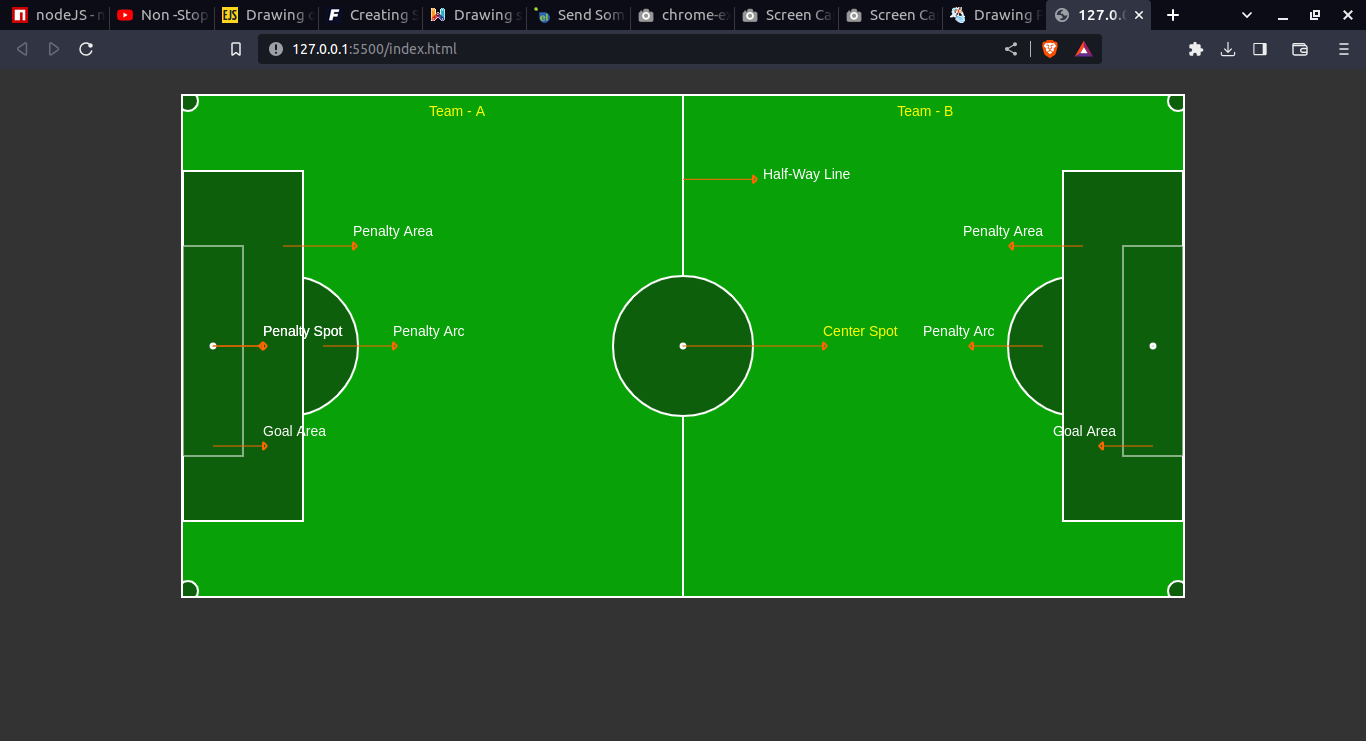 nodeJS - n
Non -Stop
EJS Drawing c
F Creating S
Drawing s
Send Som
chrome-e
Screen Ca
Screen Ca
Drawing F
127.0.0
127.0.0.1:5500/index.html
Team - A
Team - B
Half-Way Line
Penalty Area
Penalty Area
Penalty Spot
Penalty Arc
Center Spot
Penalty Arc
Goal Area
Goal Area